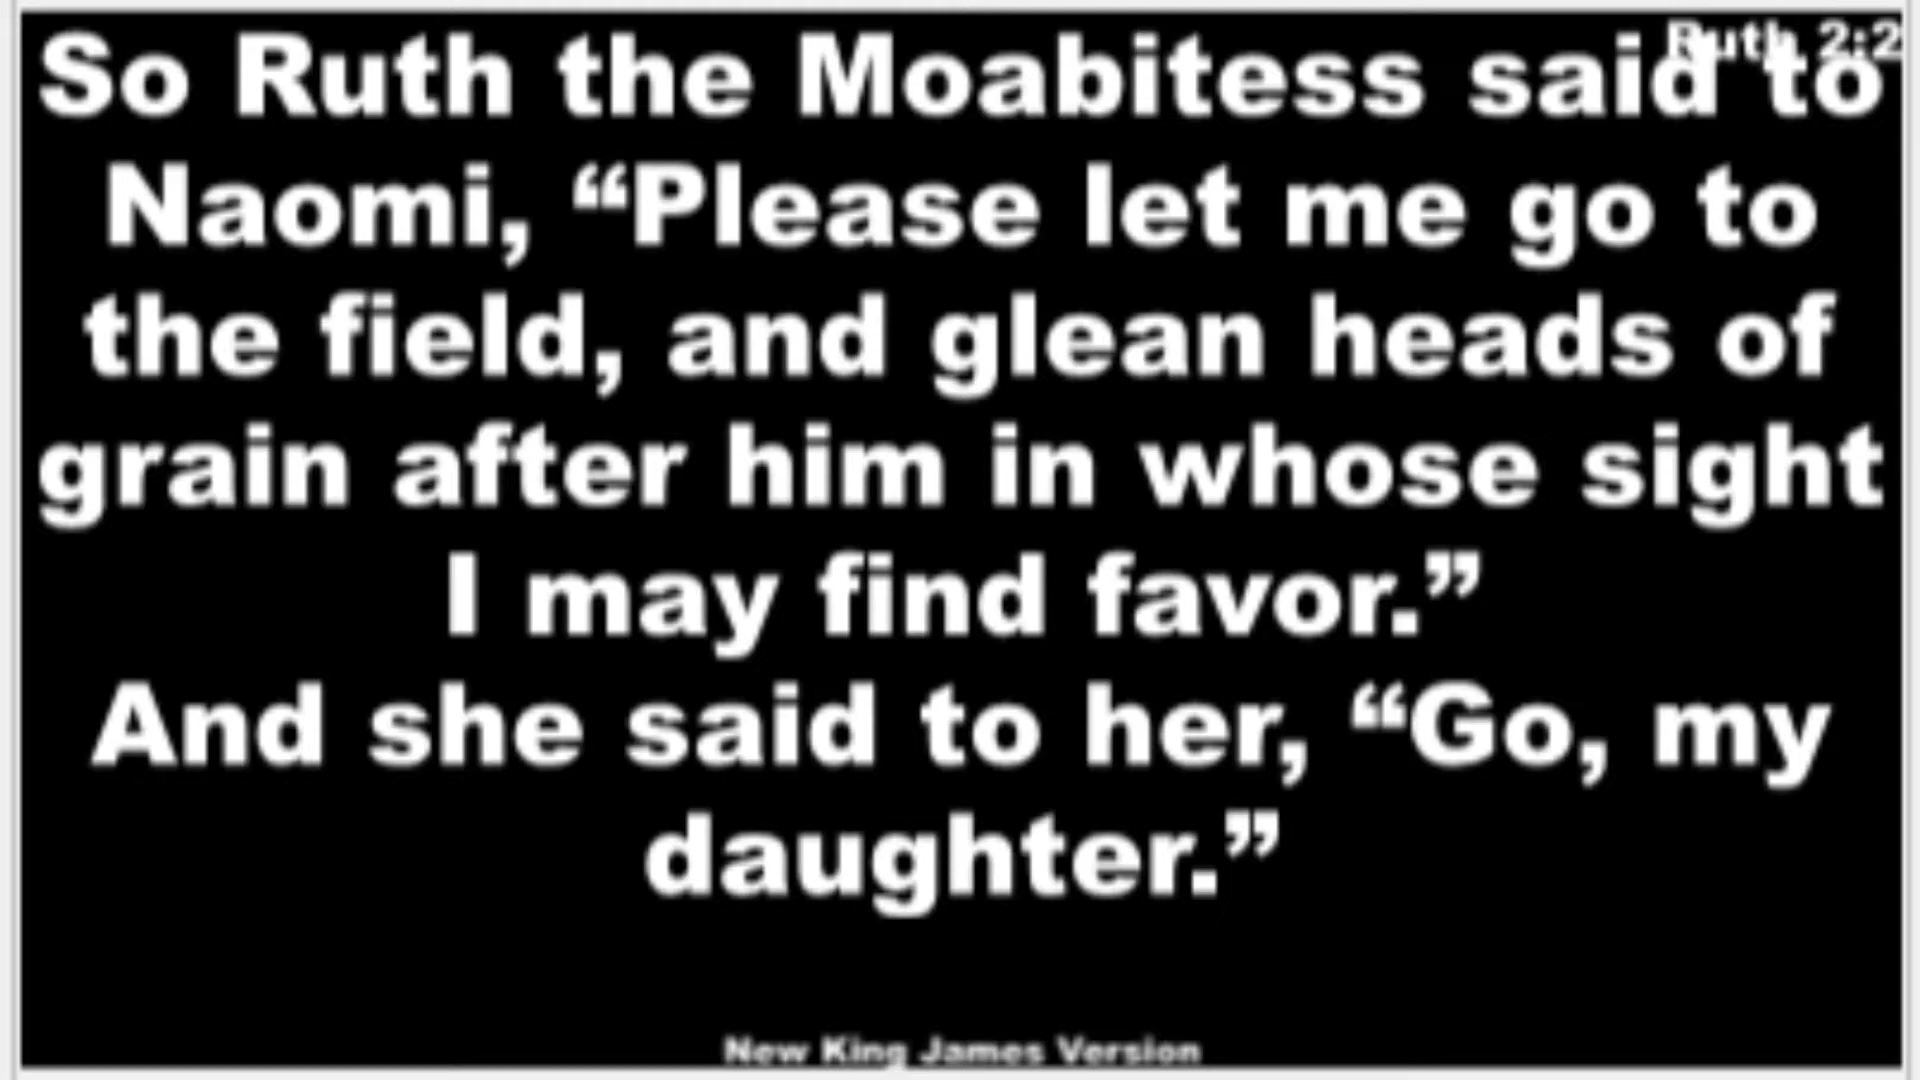 Ruth 2:2
So Ruth the Moabitess said to
Naomi, “Please let me go to
the field, and glean heads of
grain after him in whose sight
I may find favor.”
And she said to her, “Go, my
daughter.”
New King James Version